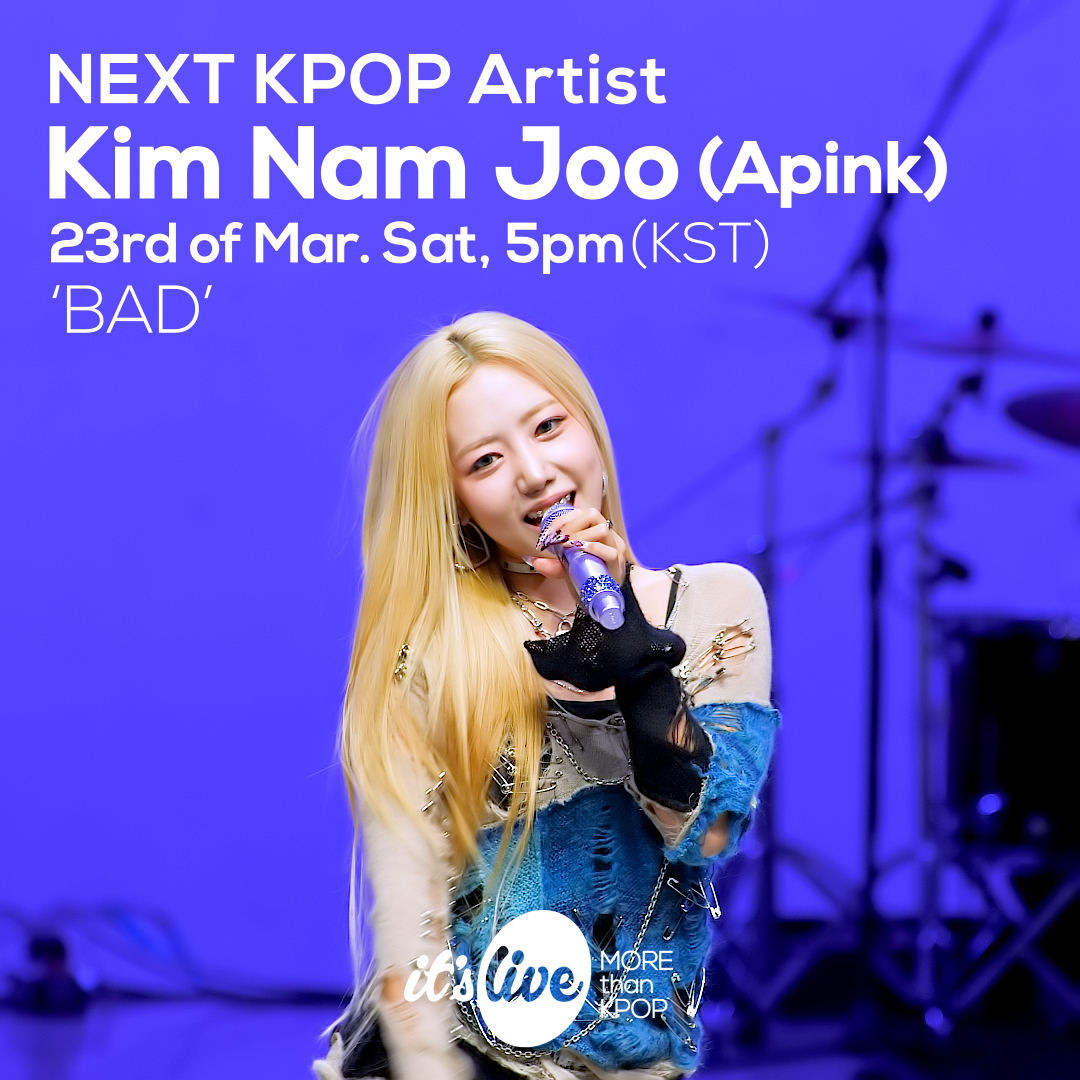 NEXT KPOP Artist
Kim Nam Joo (Apink)
23rd of Mar. Sat, 5pm (KST)
‘BAD’
it's live
MORE
than
KPOP